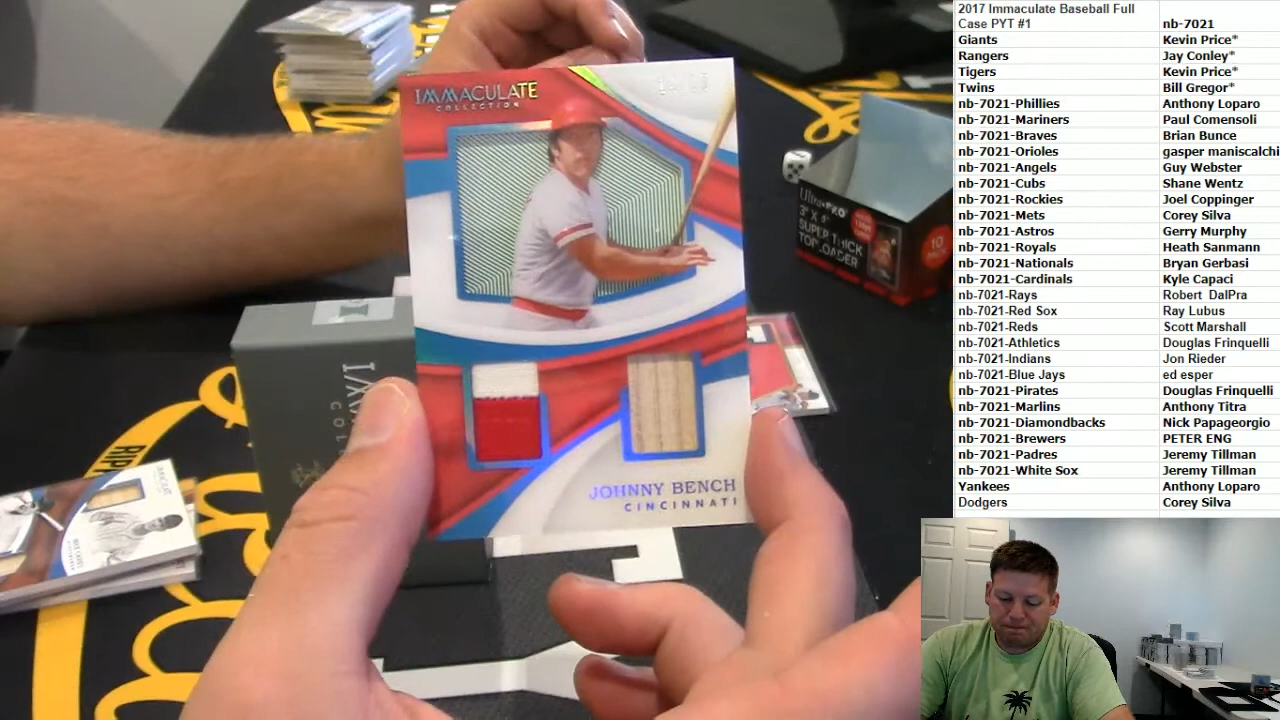 IMMACULATE
COLLECTION
JOHNNY BENCH
CINCINNATI
Ultra•PRO
3" X 4"
SUPER THICK
TOPLOADER
10
2017 Immaculate Baseball Full
Case PYT #1 nb-7021
Giants Kevin Price*
Rangers Jay Conley*
Tigers Kevin Price*
Twins Bill Gregor*
nb-7021-Phillies Anthony Loparo
nb-7021-Mariners Paul Comensoli
nb-7021-Braves Brian Bunce
nb-7021-Orioles gasper maniscalchi
nb-7021-Angels Guy Webster
nb-7021-Cubs Shane Wentz
nb-7021-Rockies Joel Coppinger
nb-7021-Mets Corey Silva
nb-7021-Astros Gerry Murphy
nb-7021-Royals Heath Sanmann
nb-7021-Nationals Bryan Gerbasi
nb-7021-Cardinals Kyle Capaci
nb-7021-Rays Robert DalPra
nb-7021-Red Sox Ray Lubus
nb-7021-Reds Scott Marshall
nb-7021-Athletics Douglas Frinquelli
nb-7021-Indians Jon Rieder
nb-7021-Blue Jays ed esper
nb-7021-Pirates Douglas Frinquelli
nb-7021-Marlins Anthony Titra
nb-7021-Diamondbacks Nick Papageorgio
nb-7021-Brewers PETER ENG
nb-7021-Padres Jeremy Tillman
nb-7021-White Sox Jeremy Tillman
Yankees Anthony Loparo
Dodgers Corey Silva